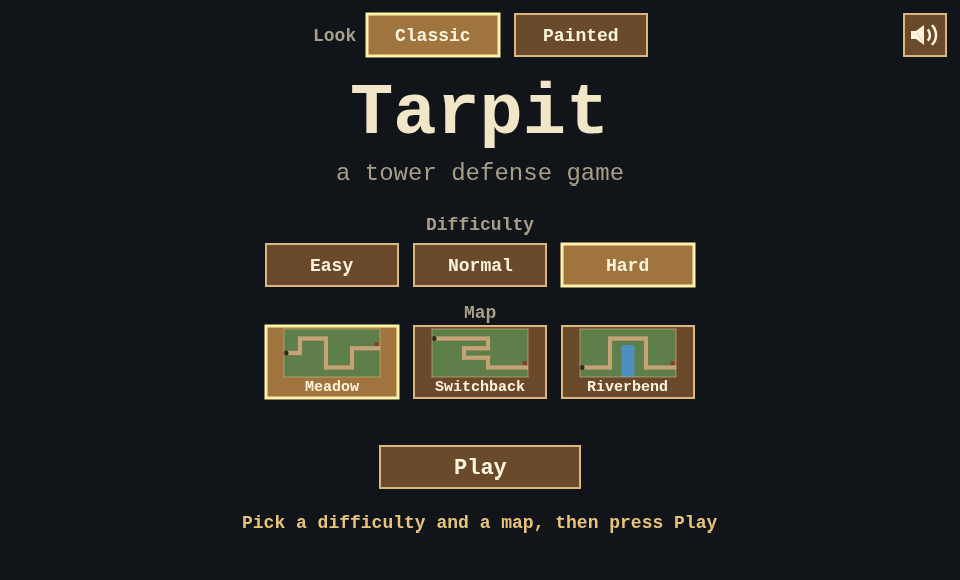 Look Classic Painted
Tarpit
a tower defense game
Difficulty
Easy Normal Hard
Map
Meadow Switchback Riverbend
Play
Pick a difficulty and a map, then press Play